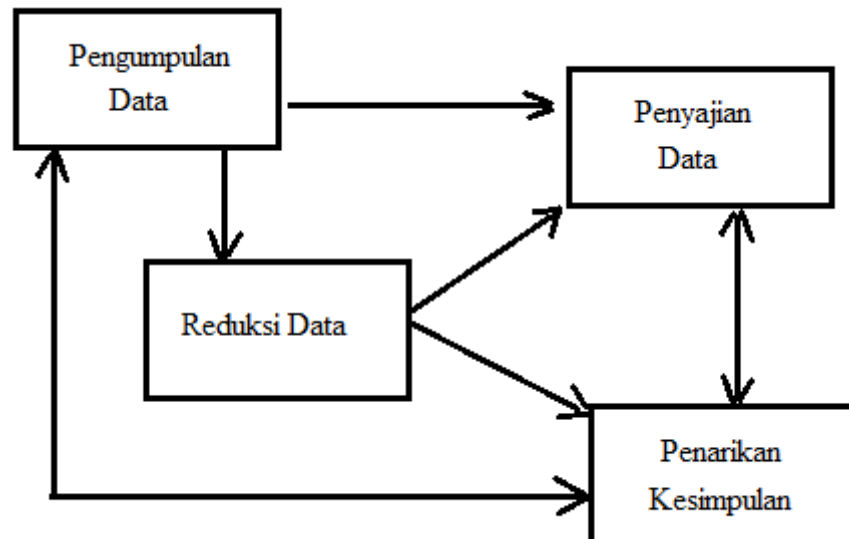 Pengumpulan
Data
Penyajian
Data
Reduksi Data
Penarikan
Kesimpulan